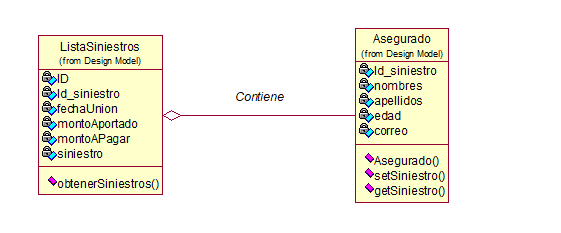 ListaSiniestros
(from Design Model)
ID
Id_siniestro
fechaUnion
montoAportado
montoAPagar
siniestro
obtenerSiniestros()
Contiene
Asegurado
(from Design Model)
Id_siniestro
nombres
apellidos
edad
correo
Asegurado()
setSiniestro()
getSiniestro()